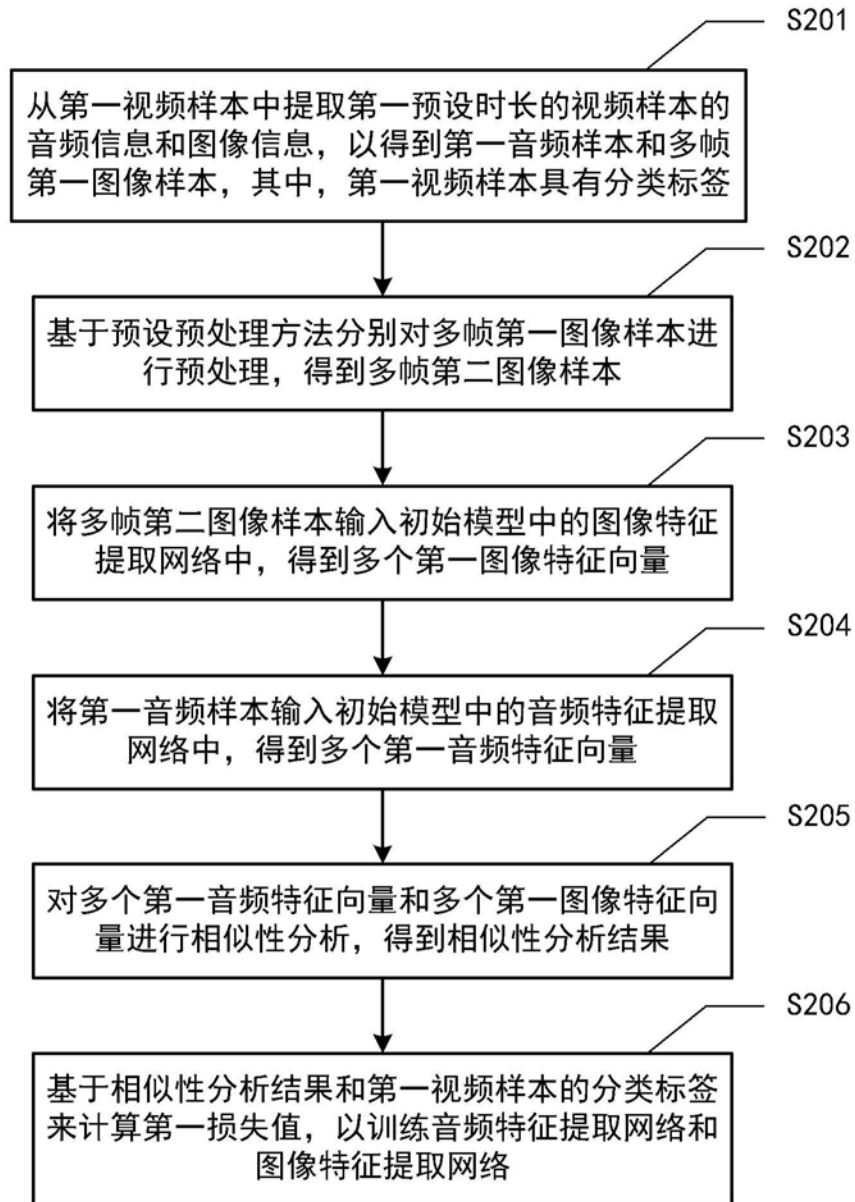 S201
从第一视频样本中提取第一预设时长的视频样本的
音频信息和图像信息，以得到第一音频样本和多帧
第一图像样本，其中，第一视频样本具有分类标签
S202
基于预设预处理方法分别对多帧第一图像样本进
行预处理，得到多帧第二图像样本
S203
将多帧第二图像样本输入初始模型中的图像特征
提取网络中，得到多个第一图像特征向量
S204
将第一音频样本输入初始模型中的音频特征提取
网络中，得到多个第一音频特征向量
S205
对多个第一音频特征向量和多个第一图像特征向
量进行相似性分析，得到相似性分析结果
S206
基于相似性分析结果和第一视频样本的分类标签
来计算第一损失值，以训练音频特征提取网络和
图像特征提取网络